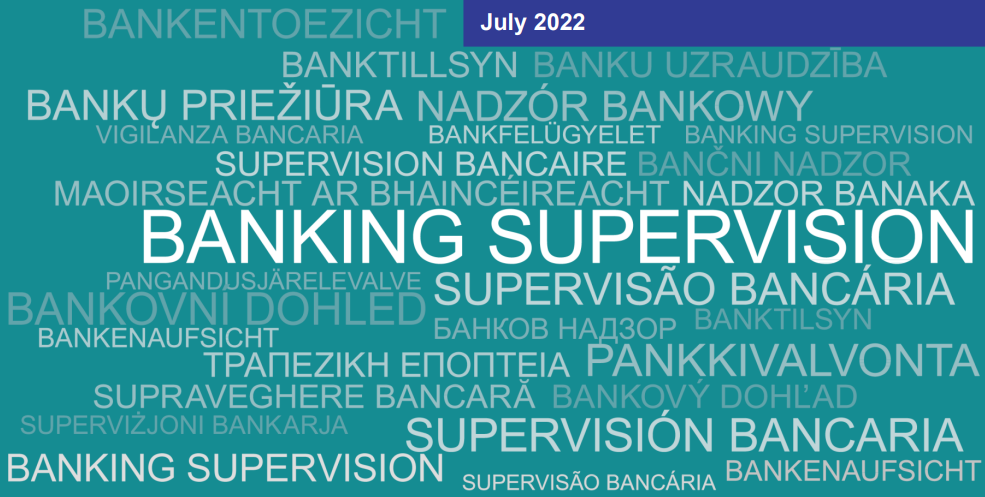 BANKENTOEZICHT
July 2022
BANKTILLSYN BANKU UZRAUDZĪBA
BANKŲ PRIEŽIŪRA NADZÓR BANKOWY
VIGILANZA BANCARIA BANKFELÜGYELET BANKING SUPERVISION
SUPERVISION BANCAIRE BANČNI NADZOR
MAOIRSEACHT AR BHAINCÉIREACHT NADZOR BANAKA
BANKING SUPERVISION
PANGANDUSJÄRELEVALVE SUPERVISÃO BANCÁRIA
BANKOVNÍ DOHLED БАНКОВ НАДЗОР BANKTILSYN
BANKENAUFSICHT
ΤΡΑΠΕΖΙΚΗ ΕΠΟΠΤΕΙΑ PANKKIVALVONTA
SUPRAVEGHERE BANCARĂ BANKOVÝ DOHĽAD
SUPERVIŻJONI BANKARJA SUPERVISIÓN BANCARIA
BANKING SUPERVISION SUPERVISÃO BANCÁRIA BANKENAUFSICHT